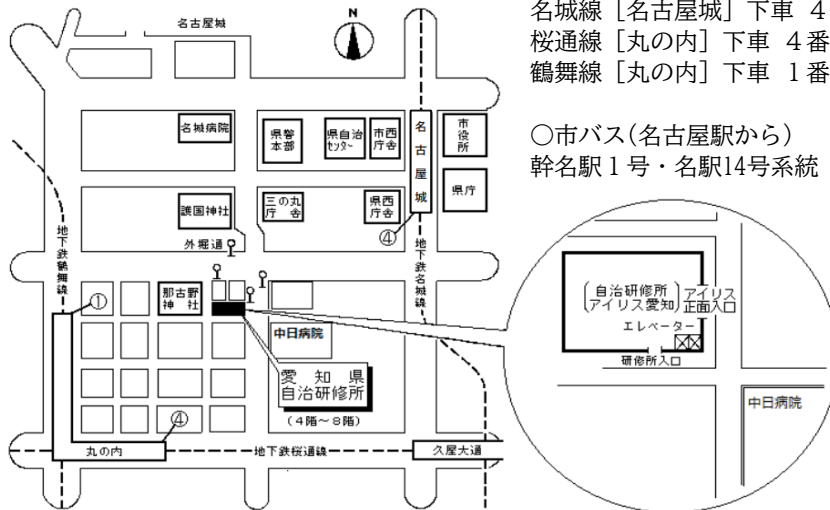 名城線［名古屋城］下車 4
桜通線［丸の内］下車 4番
鶴舞線［丸の内］下車 1番
○市バス(名古屋駅から)
幹名駅1号・名駅14号系統
名古屋城
N
名城病院
県警
本部
県自治
センター
市西
庁舎
名古屋城
市役所
護国神社
三の丸
庁舎
県西
庁舎
県庁
④
外堀通
地下鉄鶴舞線
地下鉄名城線
①
那古野
神社
中日病院
愛知県
自治研修所
(4階～8階)
④
丸の内
地下鉄桜通線
久屋大通
自治研修所
アイリス愛知
アイリス
正面入口
エレベーター
研修所入口
中日病院